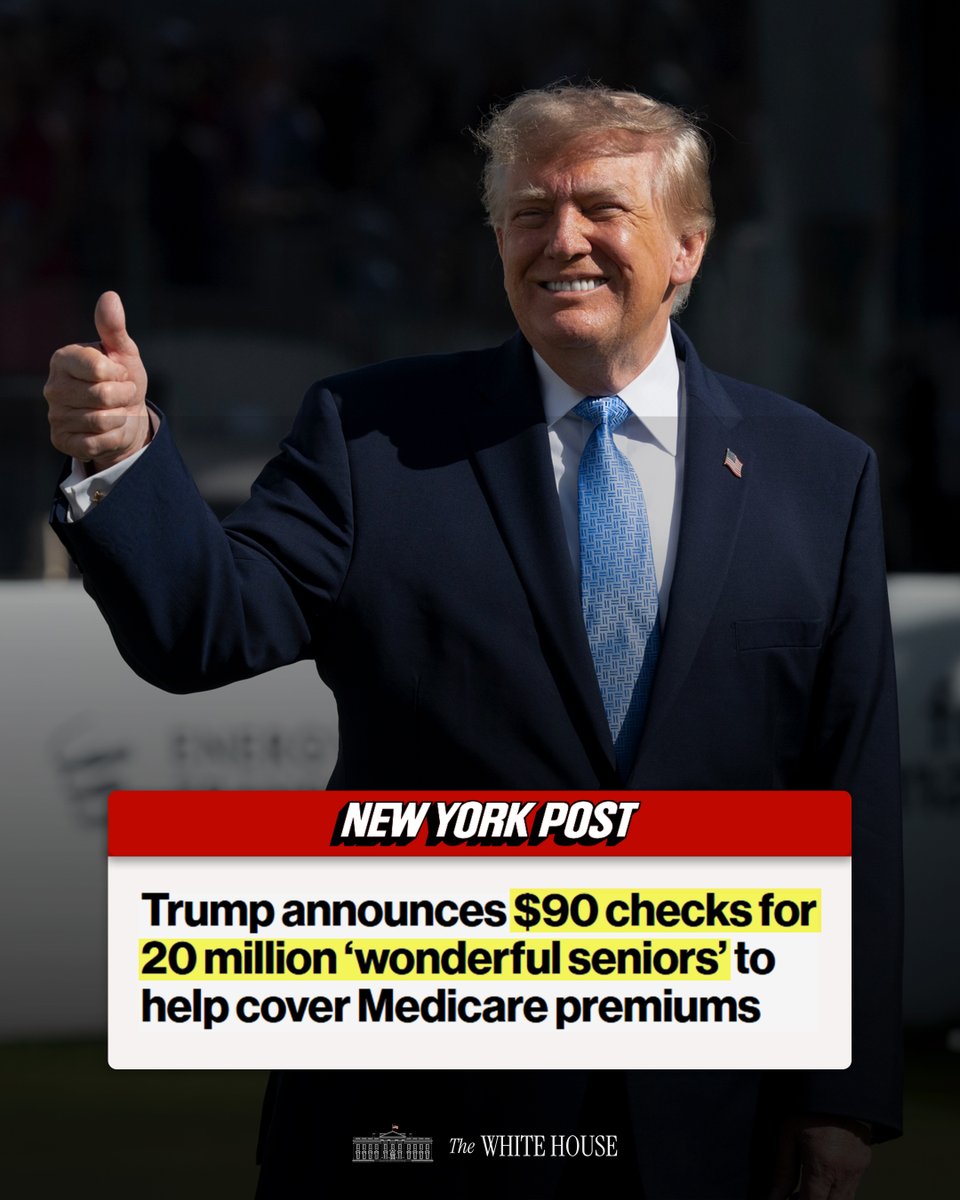 ENERGY
NEW YORK POST
Trump announces $90 checks for
20 million ‘wonderful seniors’ to
help cover Medicare premiums
The WHITE HOUSE